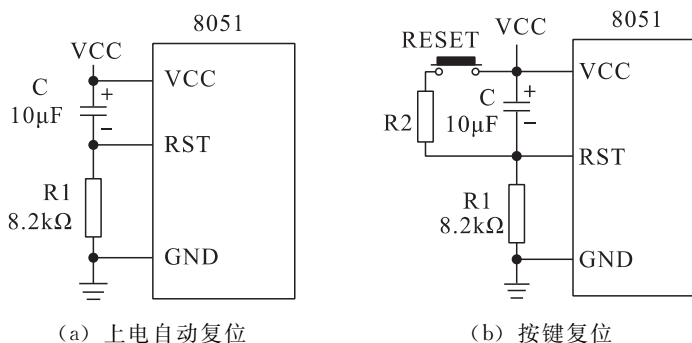 8051
VCC
VCC
C
+
10μF
−
RST
R1
8.2kΩ
GND
(a) 上电自动复位
8051
VCC
RESET
VCC
C
+
R2
10μF
−
RST
R1
8.2kΩ
GND
(b) 按键复位